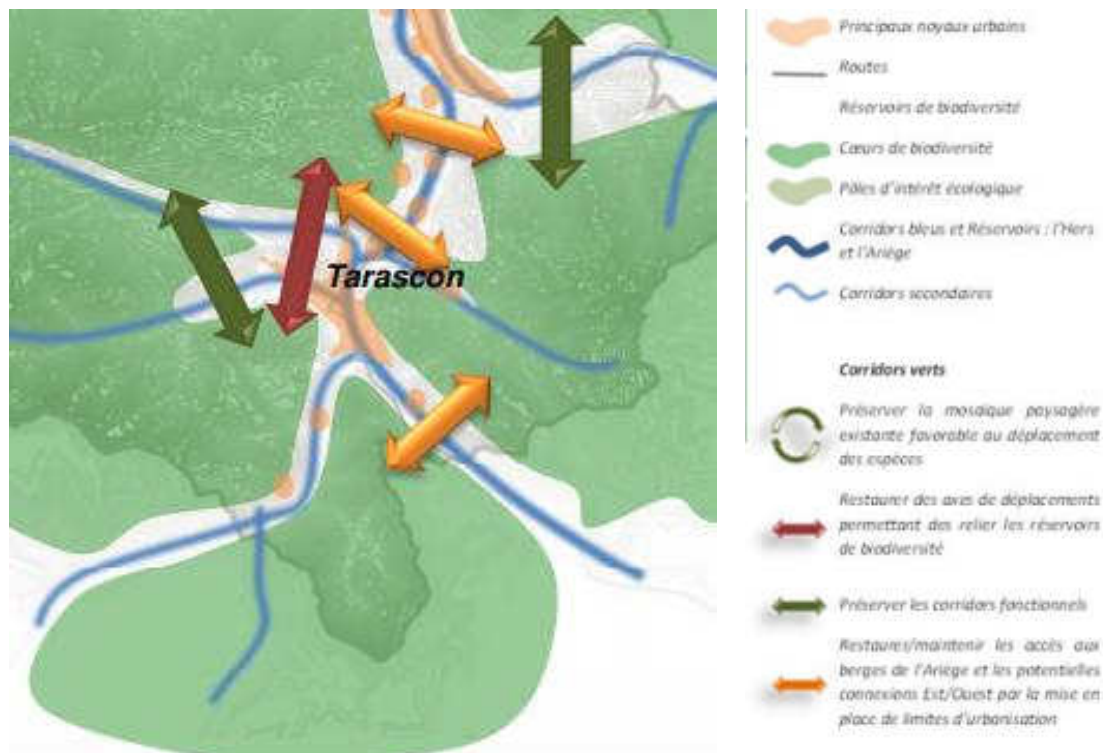 Tarascon
Principaux noyaux urbains
Routes
Réservoirs de biodiversité
Cœurs de biodiversité
Pôles d'intérêt écologique
Corridors bleus et Réservoirs : l'Hers
et l'Ariège
Corridors secondaires
Corridors verts
Préserver la mosaïque paysagère
existante favorable au déplacement
des espèces
Restaurer des axes de déplacements
permettant des relier les réservoirs
de biodiversité
Préserver les corridors fonctionnels
Restaures/maintenir les accès aux
berges de l'Ariège et les potentielles
connexions Est/Ouest par la mise en
place de limites d'urbanisation